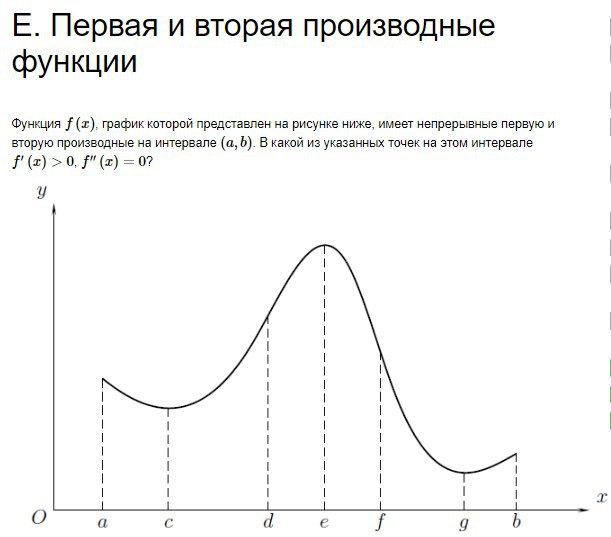 E. Первая и вторая производные
функции
Функция f (x), график которой представлен на рисунке ниже, имеет непрерывные первую и
вторую производные на интервале (a, b). В какой из указанных точек на этом интервале
f′ (x) > 0, f″ (x) = 0?
y
x
O a c d e f g b